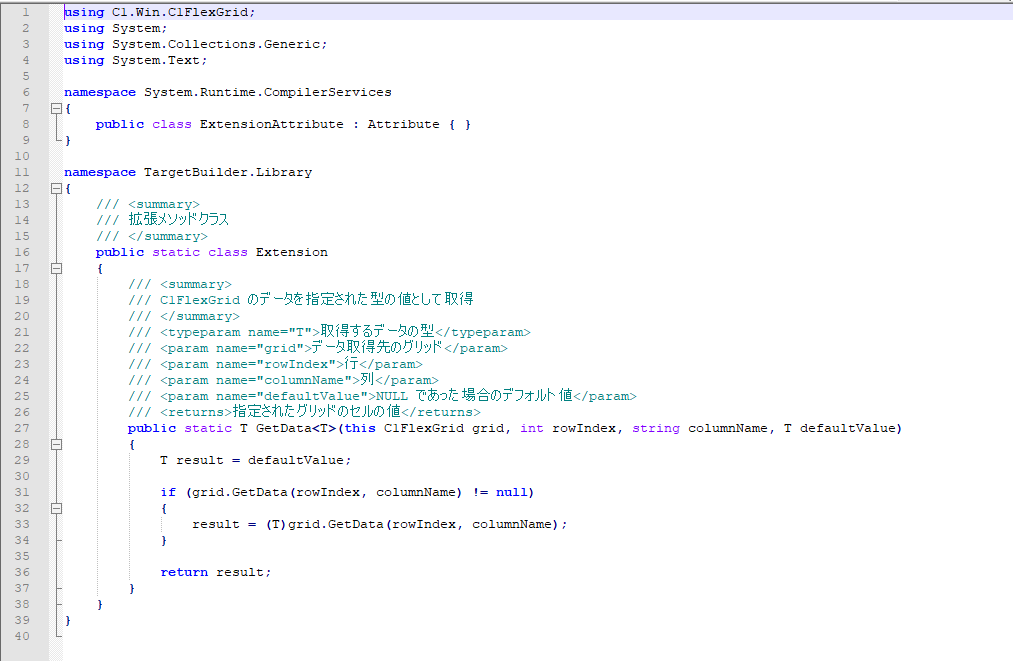 1 using C1.Win.C1FlexGrid;
2 using System;
3 using System.Collections.Generic;
4 using System.Text;
5
6 namespace System.Runtime.CompilerServices
7 {
8     public class ExtensionAttribute : Attribute { }
9 }
10
11 namespace TargetBuilder.Library
12 {
13     /// <summary>
14     /// 拡張メソッドクラス
15     /// </summary>
16     public static class Extension
17     {
18         /// <summary>
19         /// C1FlexGrid のデータを指定された型の値として取得
20         /// </summary>
21         /// <typeparam name="T">取得するデータの型</typeparam>
22         /// <param name="grid">データ取得先のグリッド</param>
23         /// <param name="rowIndex">行</param>
24         /// <param name="columnName">列</param>
25         /// <param name="defaultValue">NULL であった場合のデフォルト値</param>
26         /// <returns>指定されたグリッドのセルの値</returns>
27         public static T GetData<T>(this C1FlexGrid grid, int rowIndex, string columnName, T defaultValue)
28         {
29             T result = defaultValue;
30
31             if (grid.GetData(rowIndex, columnName) != null)
32             {
33                 result = (T)grid.GetData(rowIndex, columnName);
34             }
35
36             return result;
37         }
38     }
39 }
40